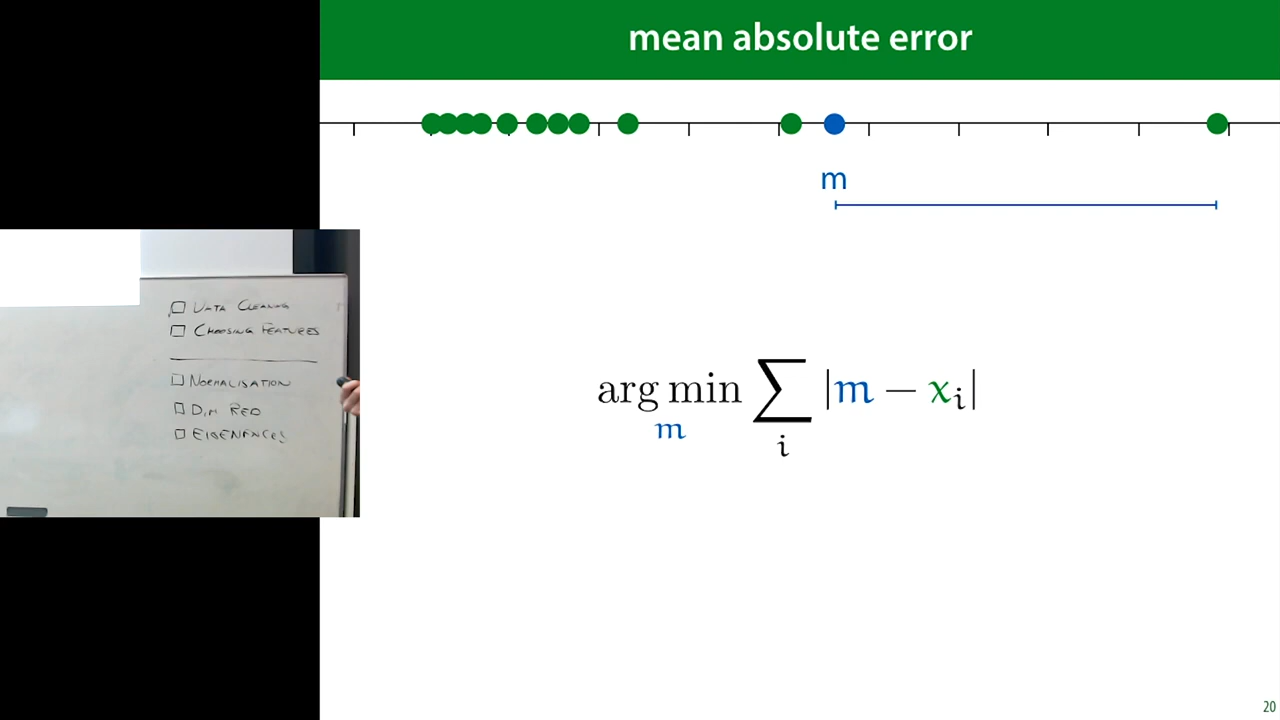 mean absolute error
m
arg min ∑ |m − xᵢ|
m
i
DATA CLEANING
CHOOSING FEATURES
NORMALISATION
DIM RED
EIGENFACES
20